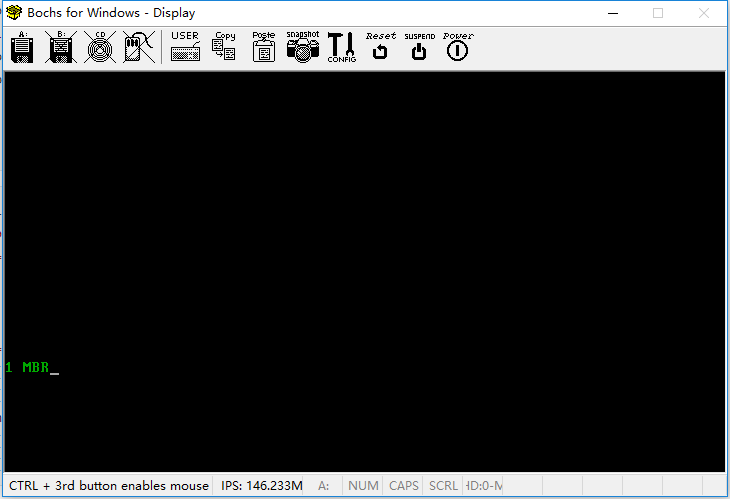 Bochs for Windows - Display
A: B: CD USER Copy Poste snapshot CONFIG Reset SUSPEND Power
1 MBR_
CTRL + 3rd button enables mouse IPS: 146.233M A: NUM CAPS SCRL HD:0-M